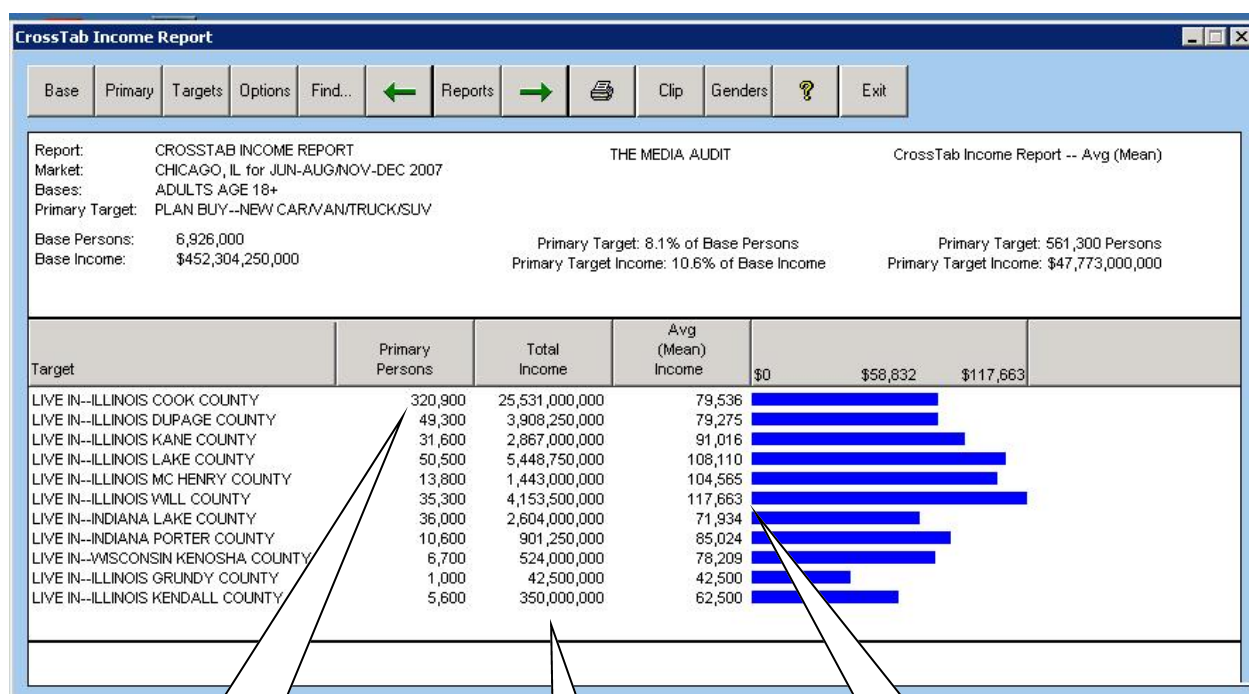 CrossTab Income Report
Base Primary Targets Options Find... Reports Clip Genders ? Exit
Report: CROSSTAB INCOME REPORT THE MEDIA AUDIT CrossTab Income Report -- Avg (Mean)
Market: CHICAGO, IL for JUN-AUG/NOV-DEC 2007
Bases: ADULTS AGE 18+
Primary Target: PLAN BUY--NEW CAR/VAN/TRUCK/SUV
Base Persons: 6,926,000 Primary Target: 8.1% of Base Persons Primary Target: 561,300 Persons
Base Income: $452,304,250,000 Primary Target Income: 10.6% of Base Income Primary Target Income: $47,773,000,000
Target Primary Persons Total Income Avg (Mean) Income $0 $58,832 $117,663
LIVE IN--ILLINOIS COOK COUNTY 320,900 25,531,000,000 79,536
LIVE IN--ILLINOIS DUPAGE COUNTY 49,300 3,908,250,000 79,275
LIVE IN--ILLINOIS KANE COUNTY 31,600 2,867,000,000 91,016
LIVE IN--ILLINOIS LAKE COUNTY 50,500 5,448,750,000 108,110
LIVE IN--ILLINOIS MC HENRY COUNTY 13,800 1,443,000,000 104,565
LIVE IN--ILLINOIS WILL COUNTY 35,300 4,153,500,000 117,663
LIVE IN--INDIANA LAKE COUNTY 36,000 2,604,000,000 71,934
LIVE IN--INDIANA PORTER COUNTY 10,600 901,250,000 85,024
LIVE IN--WISCONSIN KENOSHA COUNTY 6,700 524,000,000 78,209
LIVE IN--ILLINOIS GRUNDY COUNTY 1,000 42,500,000 42,500
LIVE IN--ILLINOIS KENDALL COUNTY 5,600 350,000,000 62,500